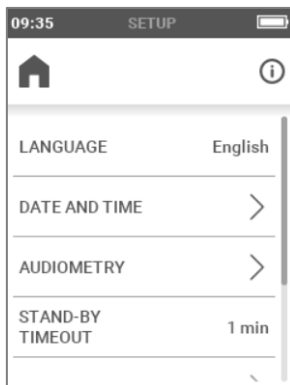 09:35 SETUP
LANGUAGE English
DATE AND TIME
AUDIOMETRY
STAND-BY
TIMEOUT 1 min